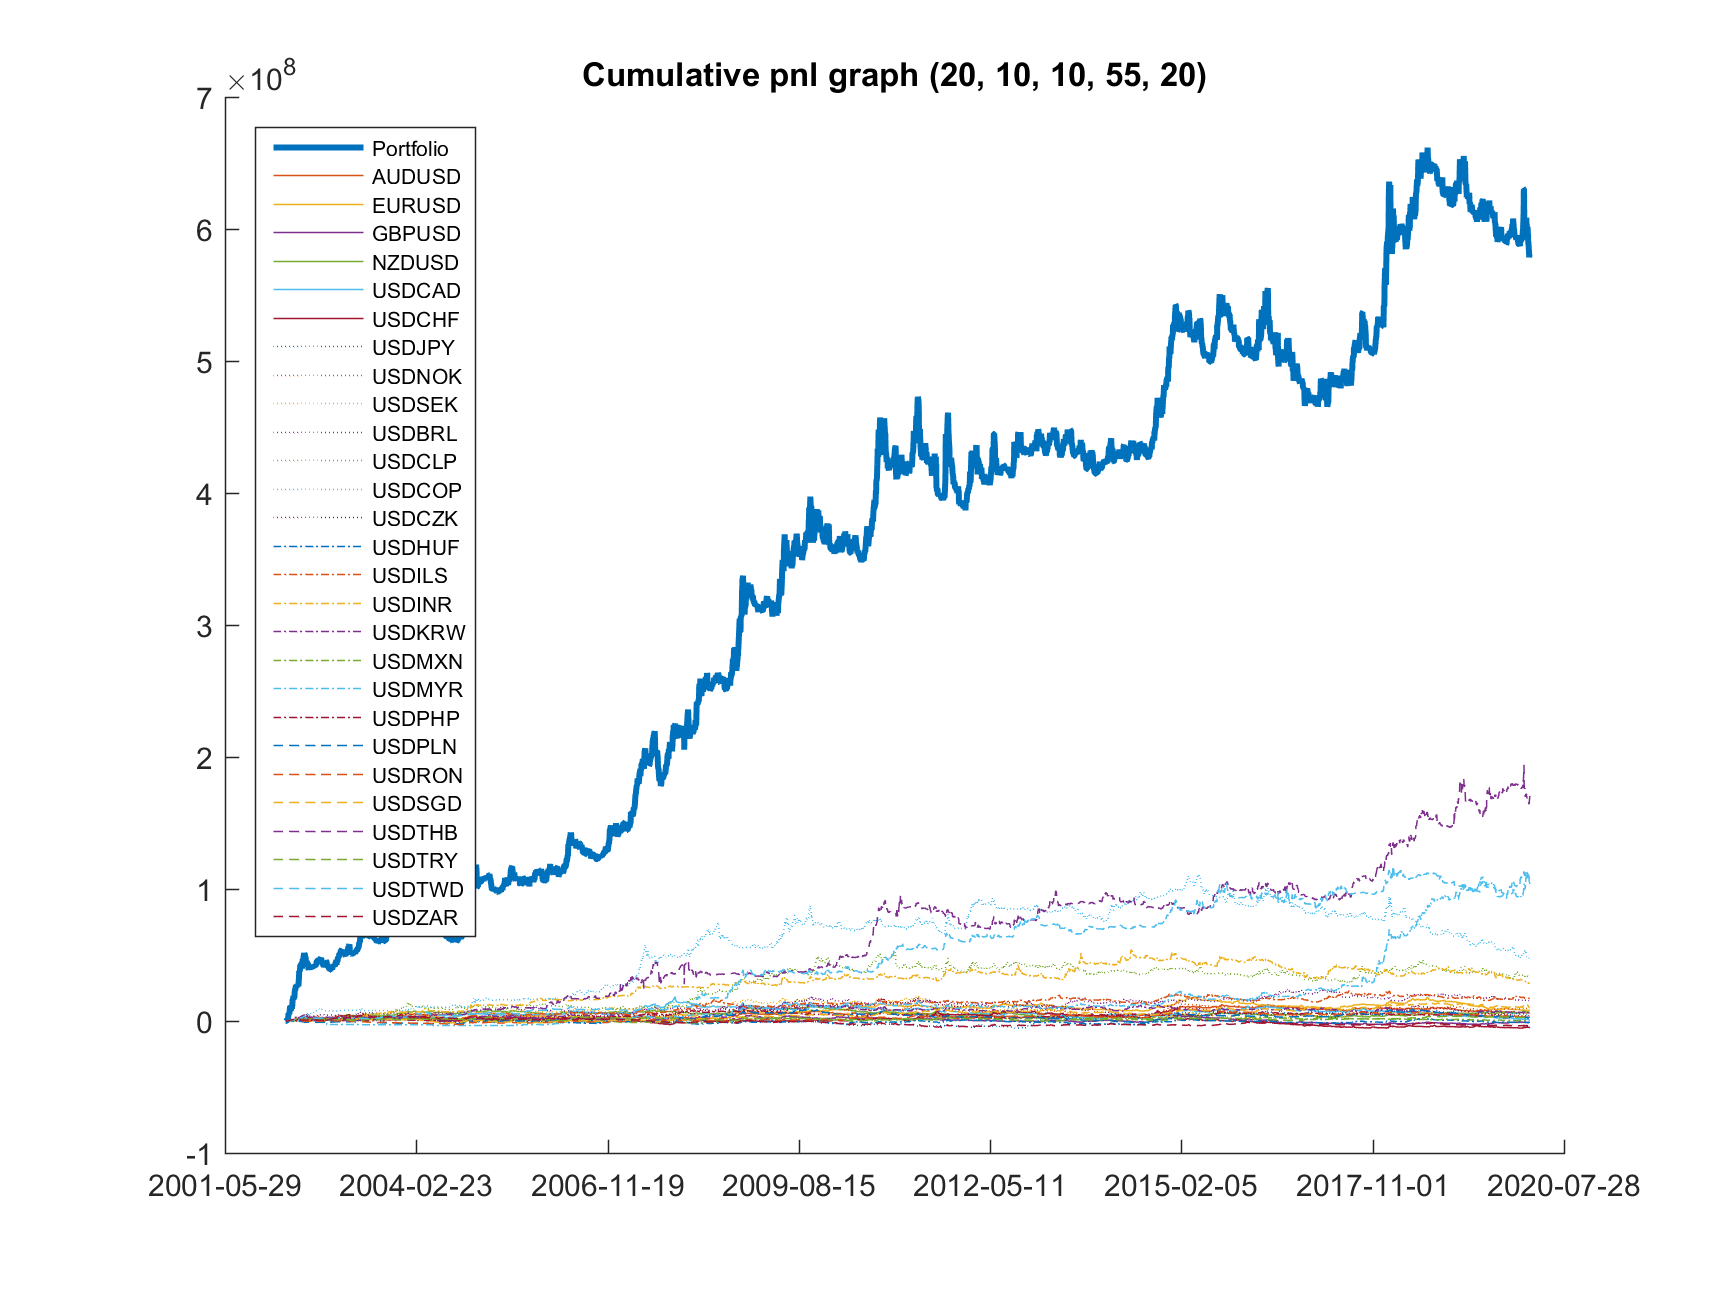 Cumulative pnl graph (20, 10, 10, 55, 20)
×10^8
7
6
5
4
3
2
1
0
-1
Portfolio
AUDUSD
EURUSD
GBPUSD
NZDUSD
USDCAD
USDCHF
USDJPY
USDNOK
USDSEK
USDBRL
USDCLP
USDCOP
USDCZK
USDHUF
USDILS
USDINR
USDKRW
USDMXN
USDMYR
USDPHP
USDPLN
USDRON
USDSGD
USDTHB
USDTRY
USDTWD
USDZAR
2001-05-29 2004-02-23 2006-11-19 2009-08-15 2012-05-11 2015-02-05 2017-11-01 2020-07-28